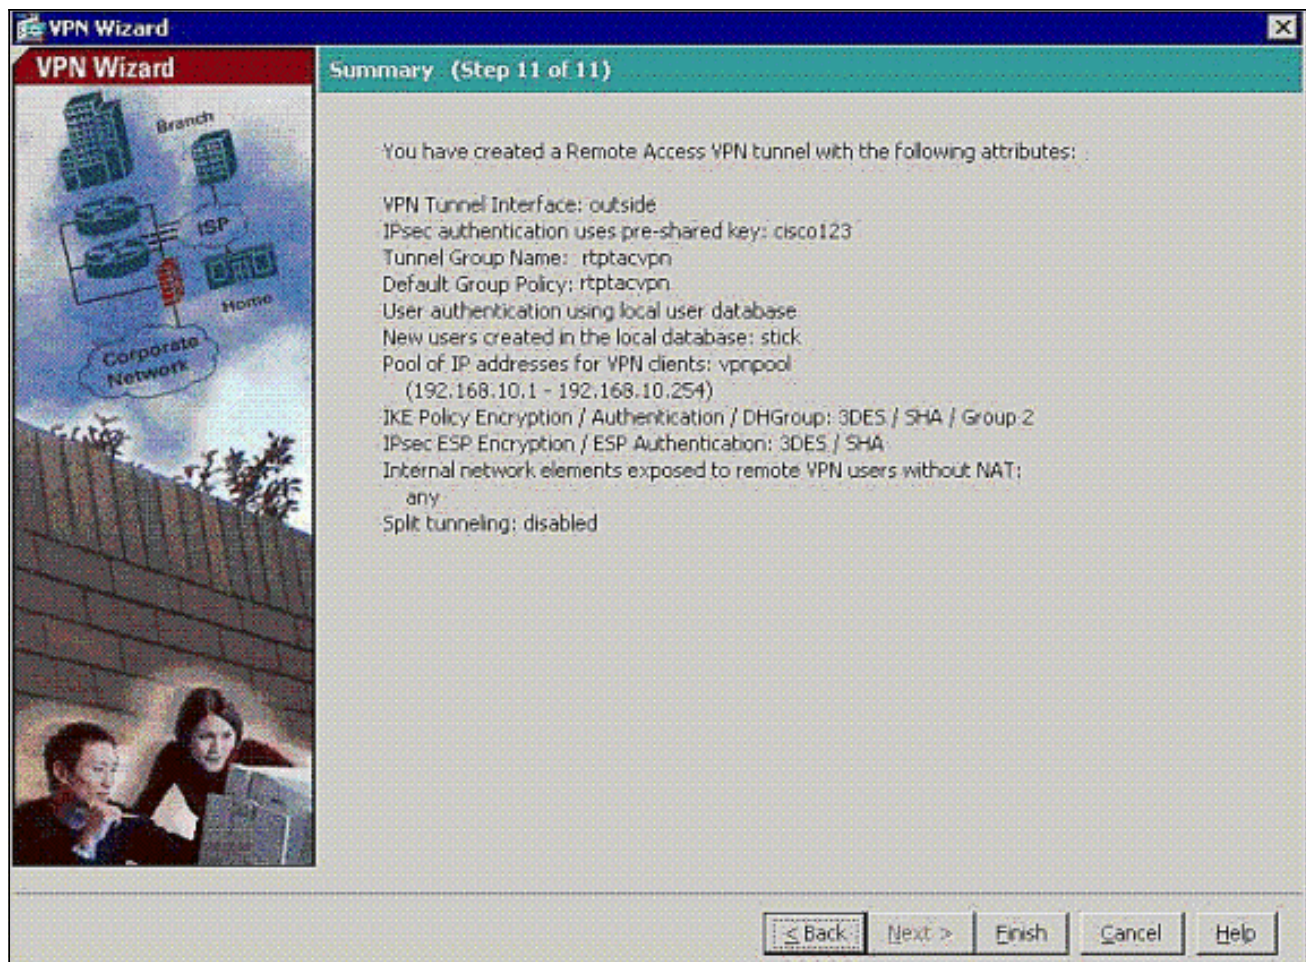 VPN Wizard
VPN Wizard
Summary (Step 11 of 11)
Branch
ISP
Home
Corporate
Network
You have created a Remote Access VPN tunnel with the following attributes:
VPN Tunnel Interface: outside
IPsec authentication uses pre-shared key: cisco123
Tunnel Group Name: rtptacvpn
Default Group Policy: rtptacvpn
User authentication using local user database
New users created in the local database: stick
Pool of IP addresses for VPN clients: vpnpool
(192.168.10.1 - 192.168.10.254)
IKE Policy Encryption / Authentication / DHGroup: 3DES / SHA / Group 2
IPsec ESP Encryption / ESP Authentication: 3DES / SHA
Internal network elements exposed to remote VPN users without NAT:
any
Split tunneling: disabled
< Back Next > Finish Cancel Help